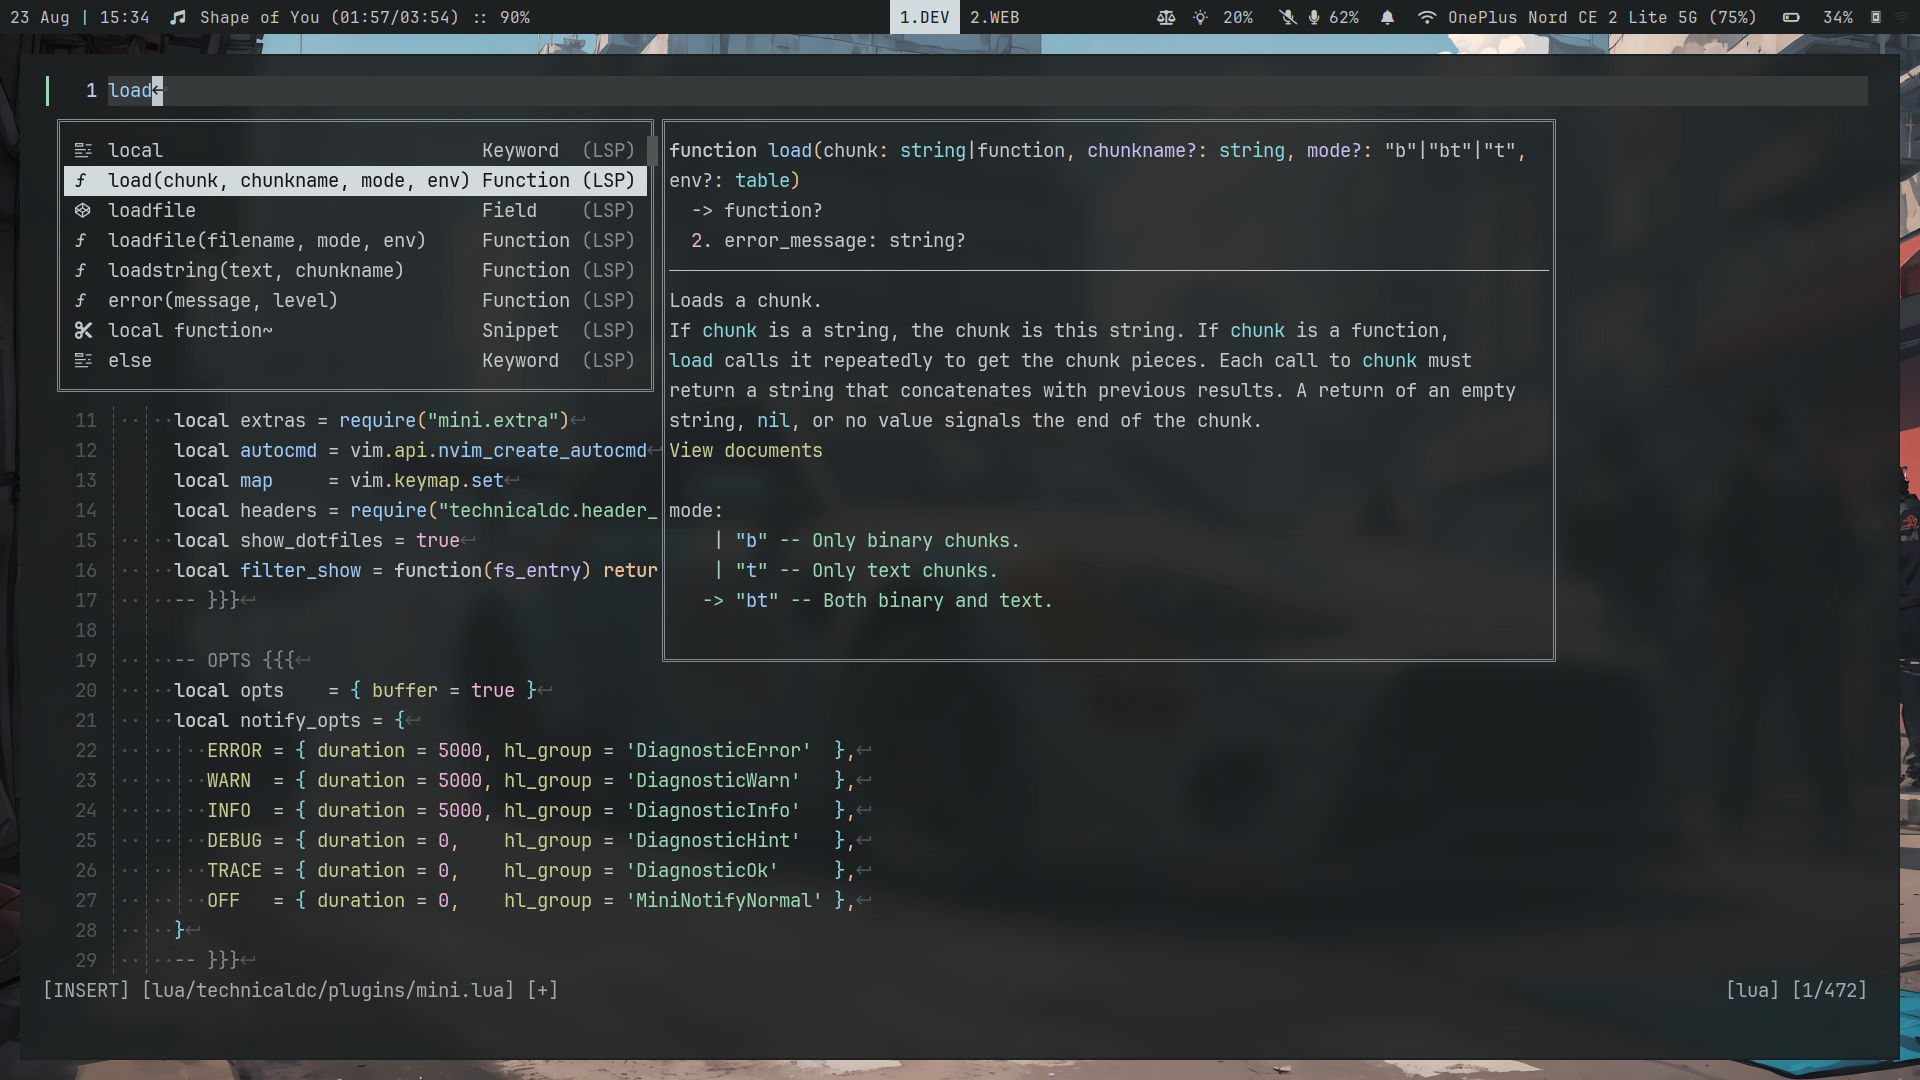 23 Aug | 15:34 Shape of You (01:57/03:54) :: 90% 1.DEV 2.WEB 20% 62% OnePlus Nord CE 2 Lite 5G (75%) 34%
1 load
local Keyword (LSP)
load(chunk, chunkname, mode, env) Function (LSP)
loadfile Field (LSP)
loadfile(filename, mode, env) Function (LSP)
loadstring(text, chunkname) Function (LSP)
error(message, level) Function (LSP)
local function~ Snippet (LSP)
else Keyword (LSP)
function load(chunk: string|function, chunkname?: string, mode?: "b"|"bt"|"t",
env?: table)
-> function?
2. error_message: string?
Loads a chunk.
If chunk is a string, the chunk is this string. If chunk is a function,
load calls it repeatedly to get the chunk pieces. Each call to chunk must
return a string that concatenates with previous results. A return of an empty
string, nil, or no value signals the end of the chunk.
View documents
mode:
| "b" -- Only binary chunks.
| "t" -- Only text chunks.
-> "bt" -- Both binary and text.
11 local extras = require("mini.extra")
12 local autocmd = vim.api.nvim_create_autocmd
13 local map = vim.keymap.set
14 local headers = require("technicaldc.header_
15 local show_dotfiles = true
16 local filter_show = function(fs_entry) retur
17 -- }}}
18
19 -- OPTS {{{
20 local opts = { buffer = true }
21 local notify_opts = {
22 ERROR = { duration = 5000, hl_group = 'DiagnosticError' },
23 WARN = { duration = 5000, hl_group = 'DiagnosticWarn' },
24 INFO = { duration = 5000, hl_group = 'DiagnosticInfo' },
25 DEBUG = { duration = 0, hl_group = 'DiagnosticHint' },
26 TRACE = { duration = 0, hl_group = 'DiagnosticOk' },
27 OFF = { duration = 0, hl_group = 'MiniNotifyNormal' },
28 }
29 -- }}}
[INSERT] [lua/technicaldc/plugins/mini.lua] [+] [lua] [1/472]